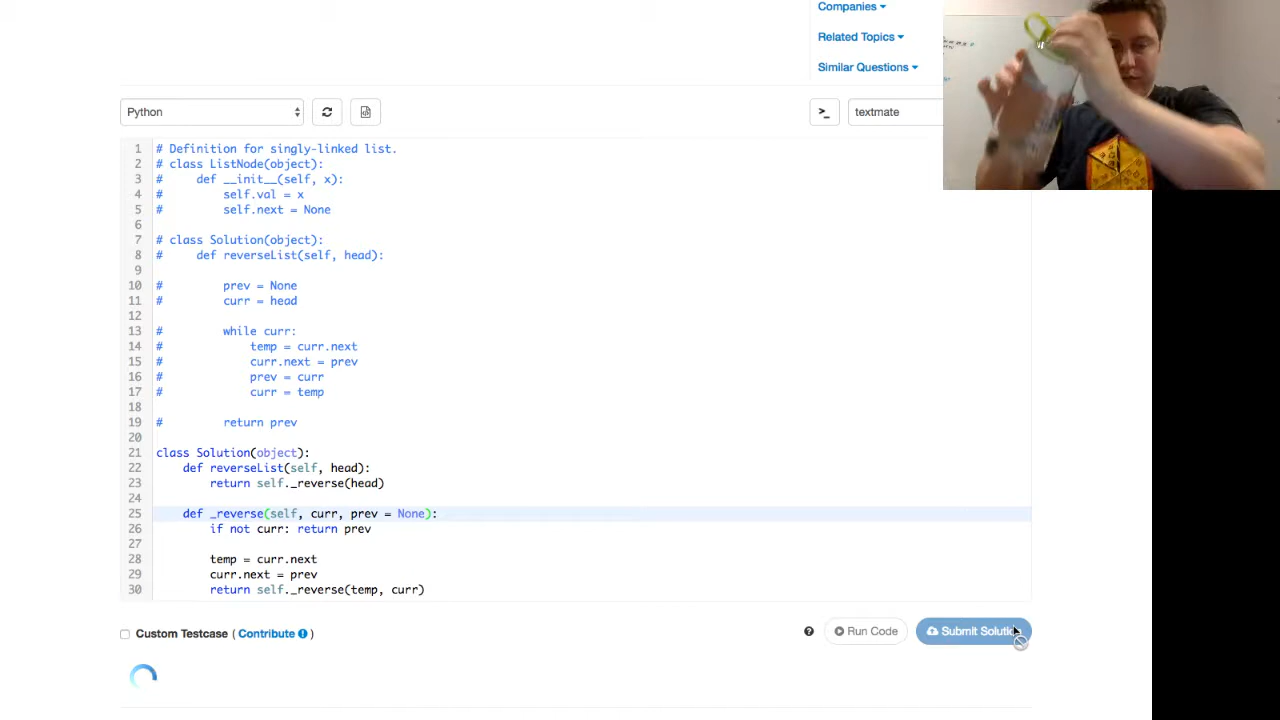 Companies
Related Topics
Similar Questions
Python
>_
textmate
1 # Definition for singly-linked list.
2 # class ListNode(object):
3 #     def __init__(self, x):
4 #         self.val = x
5 #         self.next = None
6
7 # class Solution(object):
8 #     def reverseList(self, head):
9
10 #         prev = None
11 #         curr = head
12
13 #         while curr:
14 #             temp = curr.next
15 #             curr.next = prev
16 #             prev = curr
17 #             curr = temp
18
19 #         return prev
20
21 class Solution(object):
22     def reverseList(self, head):
23         return self._reverse(head)
24
25     def _reverse(self, curr, prev = None):
26         if not curr: return prev
27
28         temp = curr.next
29         curr.next = prev
30         return self._reverse(temp, curr)
Custom Testcase ( Contribute ) ? Run Code Submit Solution